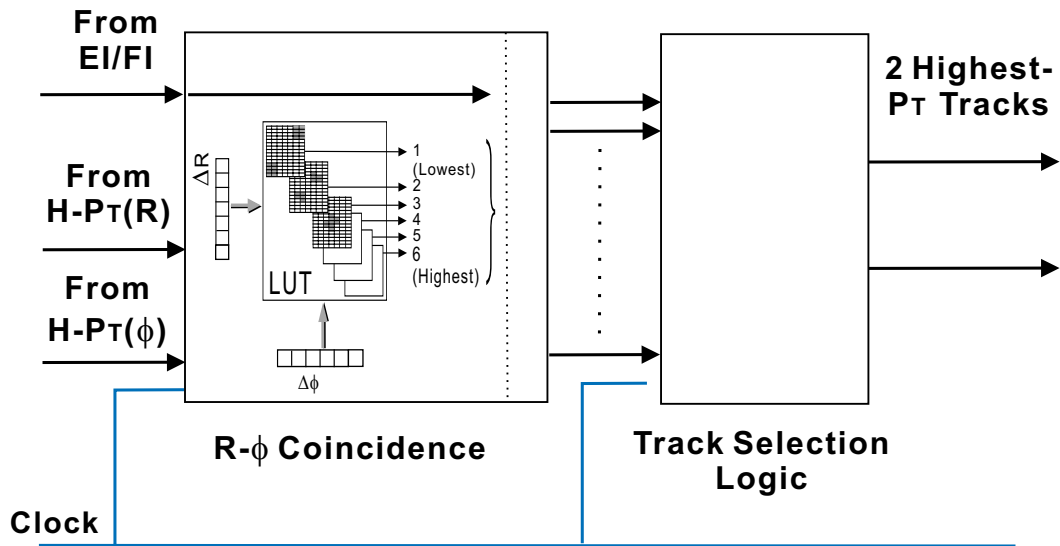 From
EI/FI
From
H-PT(R)
From
H-PT(ϕ)
ΔR
LUT
Δϕ
1
(Lowest)
2
3
4
5
6
(Highest)
2 Highest-
PT Tracks
R-ϕ Coincidence
Track Selection
Logic
Clock